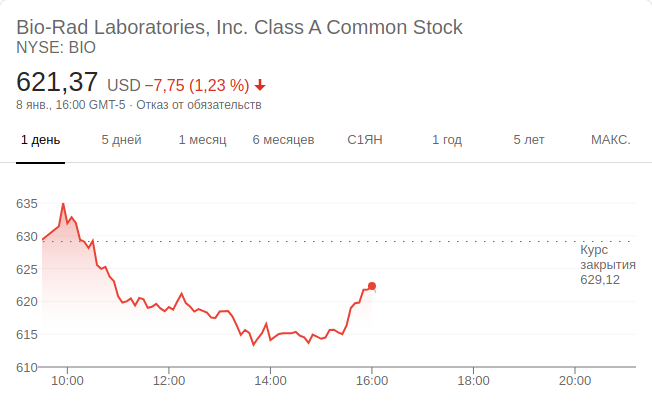 Bio-Rad Laboratories, Inc. Class A Common Stock
NYSE: BIO
621,37 USD −7,75 (1,23 %)
8 янв., 16:00 GMT-5 · Отказ от обязательств
1 день 5 дней 1 месяц 6 месяцев С1ЯН 1 год 5 лет МАКС.
635
630
625
620
615
610
Курс
закрытия
629,12
10:00 12:00 14:00 16:00 18:00 20:00